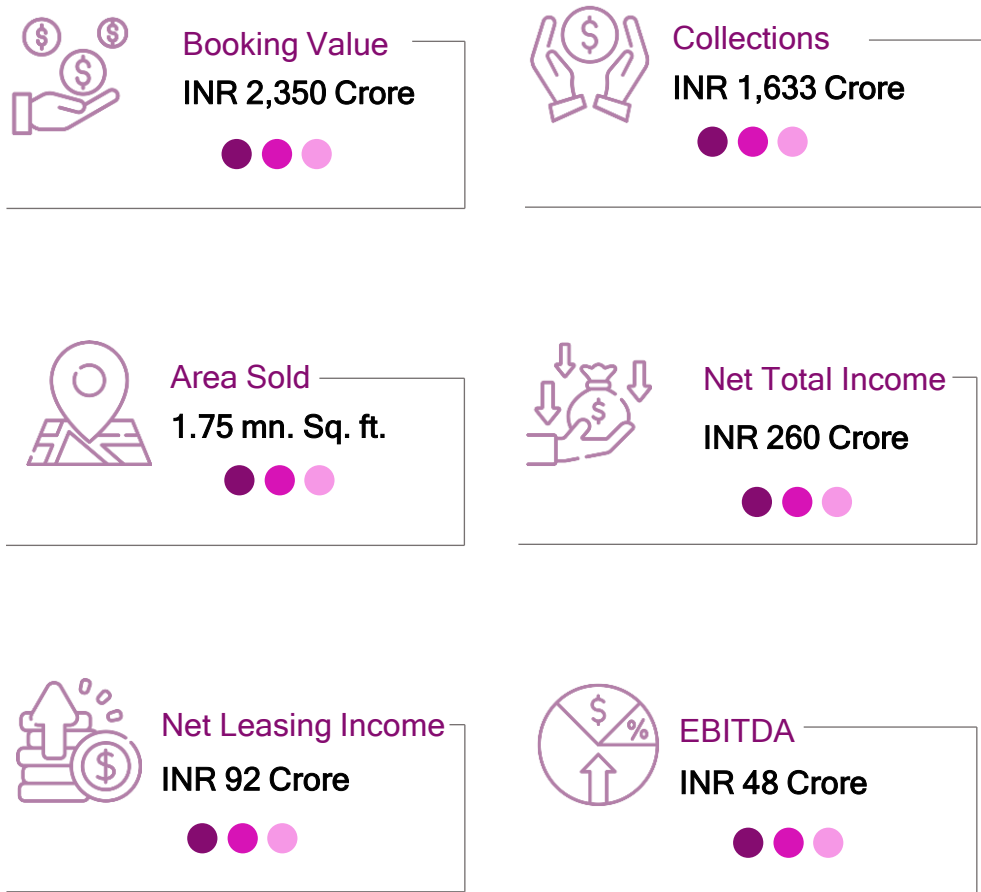 Booking Value
INR 2,350 Crore
Collections
INR 1,633 Crore
Area Sold
1.75 mn. Sq. ft.
Net Total Income
INR 260 Crore
Net Leasing Income
INR 92 Crore
EBITDA
INR 48 Crore